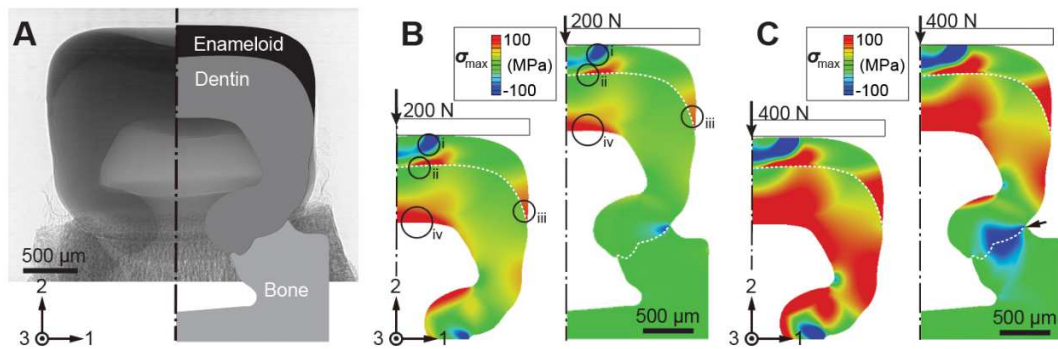 A
Enameloid
Dentin
Bone
500 µm
2
3
1
B
200 N
σmax
100
(MPa)
-100
i
ii
iii
iv
200 N
i
ii
iii
iv
2
3
1
500 µm
C
400 N
σmax
100
(MPa)
-100
400 N
2
3
1
500 µm